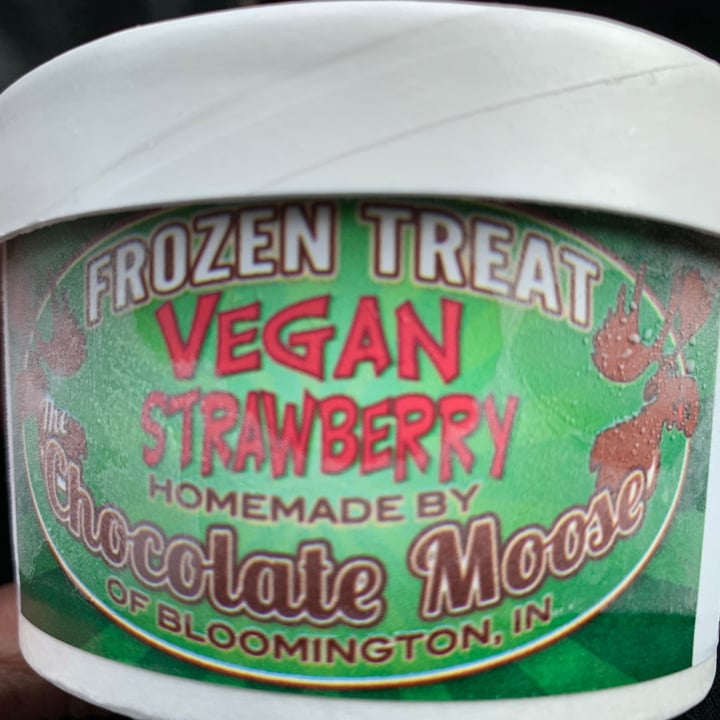 FROZEN TREAT
VEGAN
STRAWBERRY
HOMEMADE BY
The
Chocolate Moose
OF BLOOMINGTON, IN